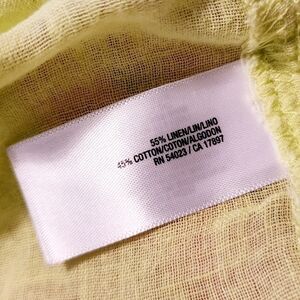 55% LINEN/LIN/LINO
45% COTTON/COTON/ALGODON
RN 54023 / CA 17897